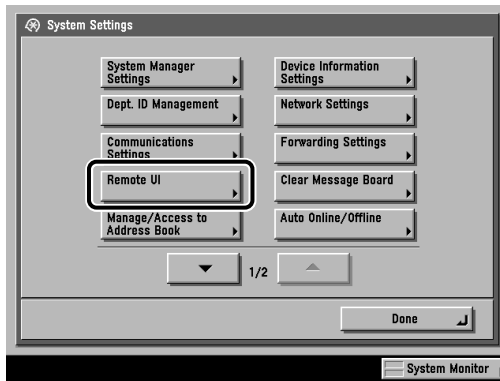 System Settings
System Manager
Settings
Device Information
Settings
Dept. ID Management
Network Settings
Communications
Settings
Forwarding Settings
Remote UI
Clear Message Board
Manage/Access to
Address Book
Auto Online/Offline
1/2
Done
System Monitor